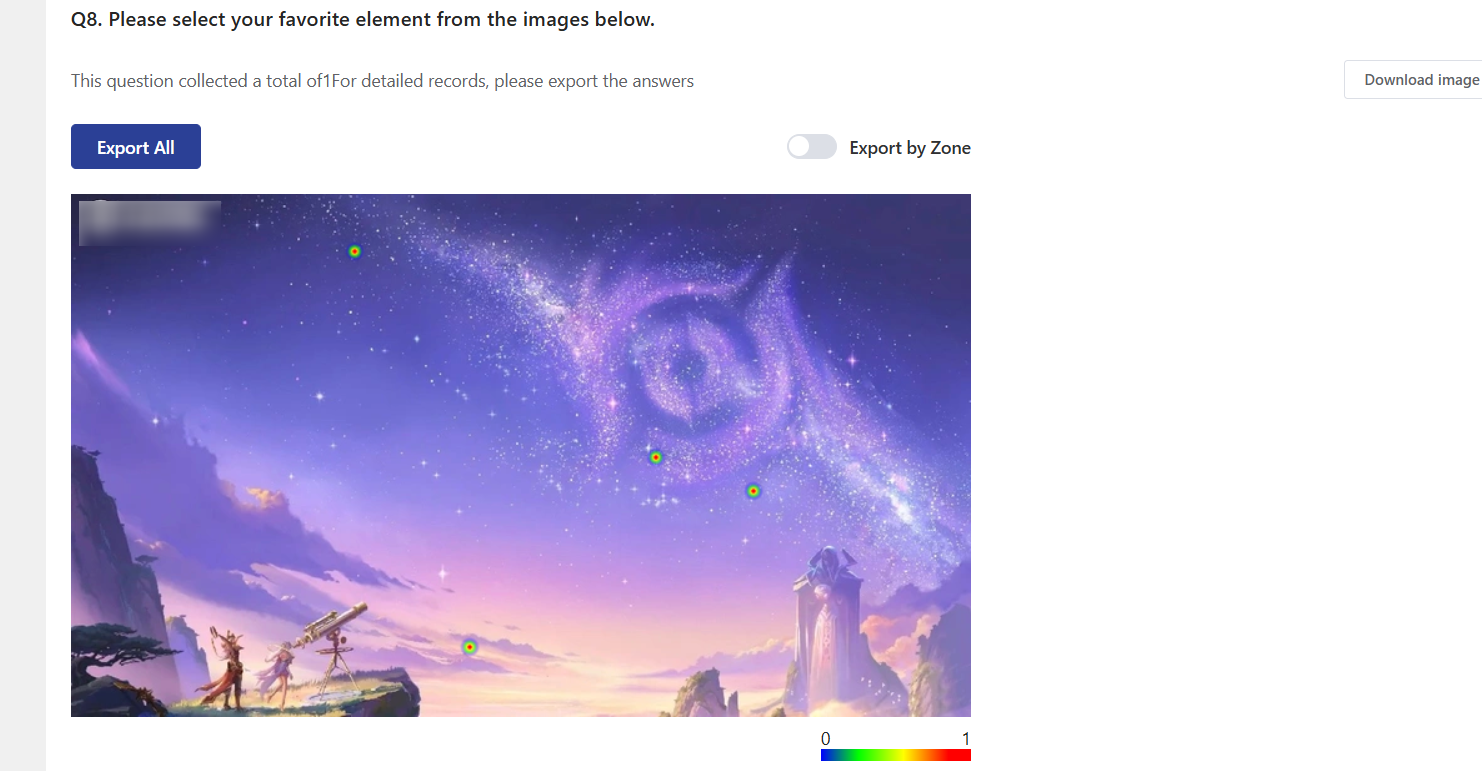 Q8. Please select your favorite element from the images below.
This question collected a total of1For detailed records, please export the answers
Download image
Export All
Export by Zone
0 1